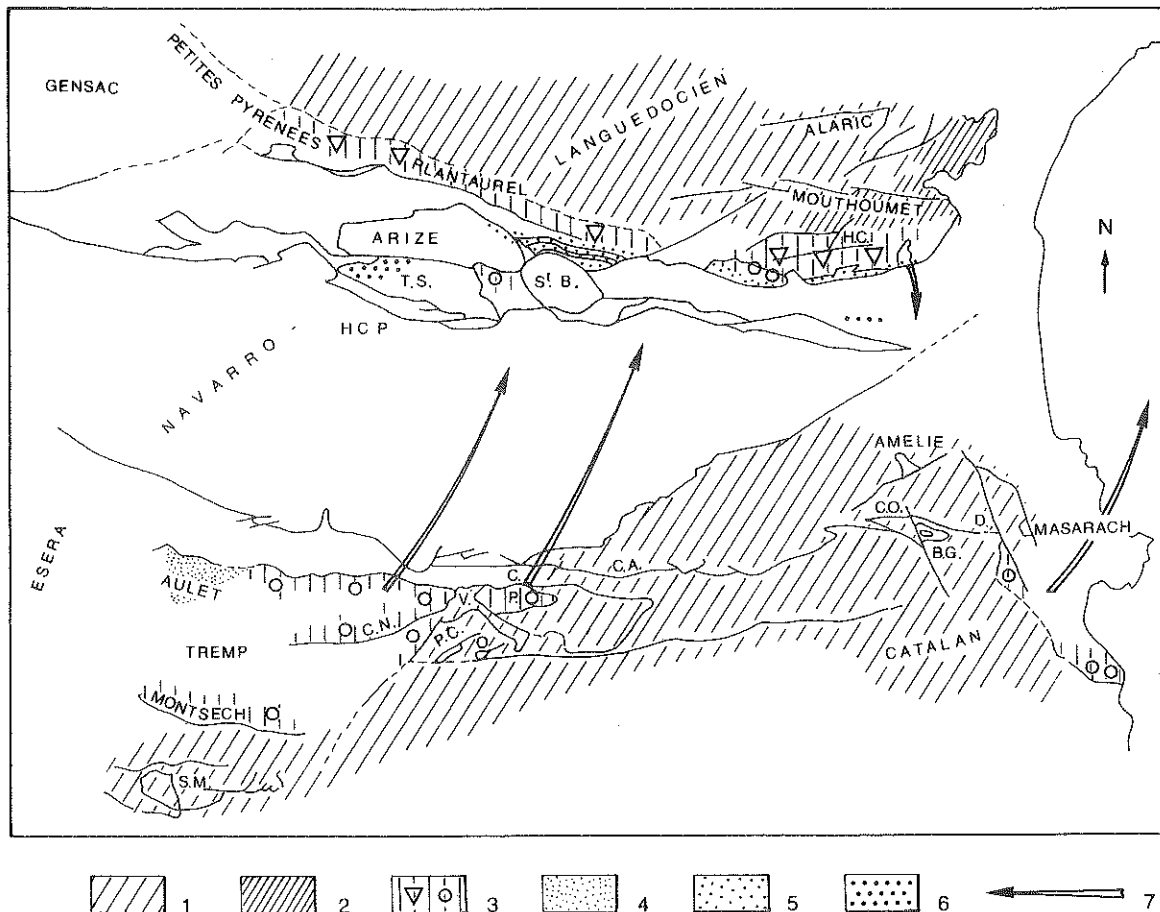 PETITES PYRENEES
GENSAC
LANGUEDOCIEN
ALARIC
PLANTAUREL
MOUTHOUMET
H.C.
N
ARIZE
T.S.
St B.
HCP
NAVARRO
AMELIE
C.O.
D.
MASARACH
B.G.
ESERA
AULET
C.
C.A.
V.
P.
C.N.
P.C.
TREMP
CATALAN
MONTSECH
S.M.
1 2 3 4 5 6 7